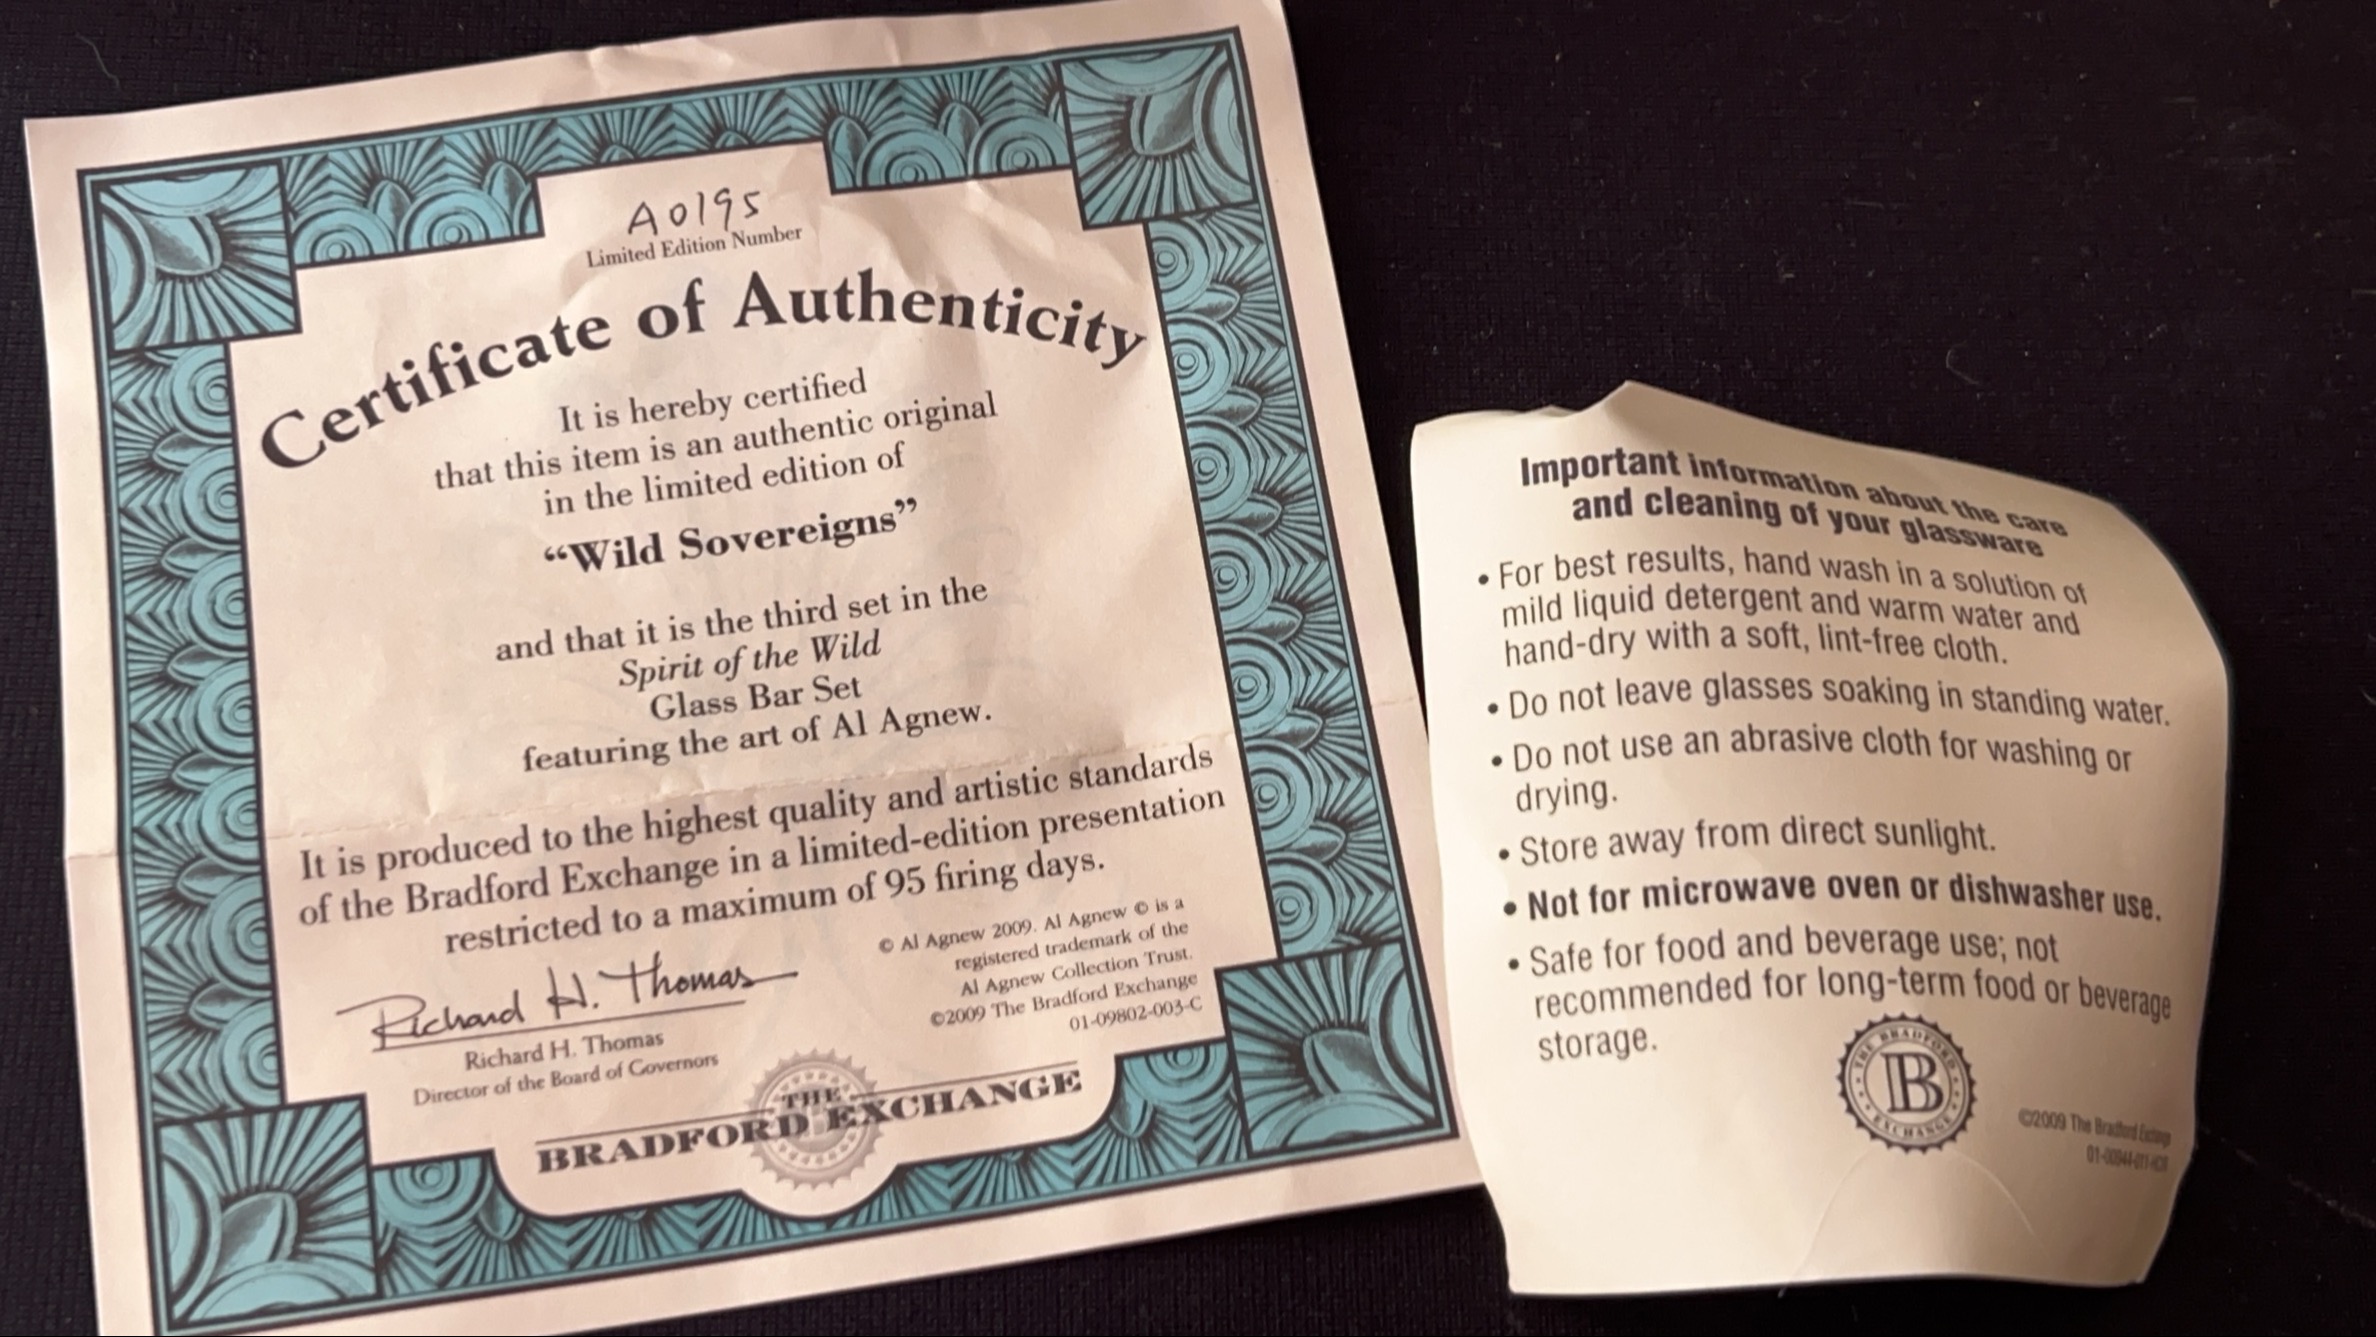 A0195
Limited Edition Number
Certificate of Authenticity
It is hereby certified
that this item is an authentic original
in the limited edition of
“Wild Sovereigns”
and that it is the third set in the
Spirit of the Wild
Glass Bar Set
featuring the art of Al Agnew.
It is produced to the highest quality and artistic standards
of the Bradford Exchange in a limited-edition presentation
restricted to a maximum of 95 firing days.
Richard H. Thomas
Richard H. Thomas
Director of the Board of Governors
© Al Agnew 2009. Al Agnew © is a
registered trademark of the
Al Agnew Collection Trust.
©2009 The Bradford Exchange
01-09802-003-C
THE
BRADFORD EXCHANGE
Important information about the care
and cleaning of your glassware
• For best results, hand wash in a solution of
mild liquid detergent and warm water and
hand-dry with a soft, lint-free cloth.
• Do not leave glasses soaking in standing water.
• Do not use an abrasive cloth for washing or
drying.
• Store away from direct sunlight.
• Not for microwave oven or dishwasher use.
• Safe for food and beverage use; not
recommended for long-term food or beverage
storage.
THE BRADFORD
B
EXCHANGE
©2009 The Bradford Exchange